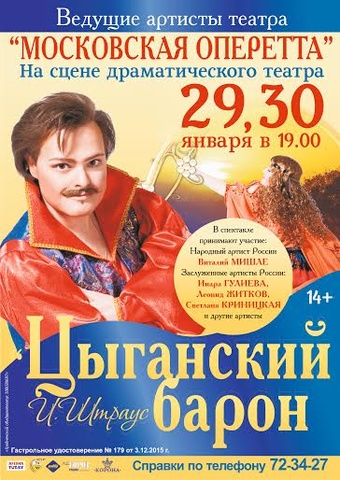 Ведущие артисты театра
“МОСКОВСКАЯ ОПЕРЕТТА”
На сцене драматического театра
29,30
января в 19.00
В спектакле
принимают участие:
Народный артист России
Виталий МИШЛЕ
Заслуженные артисты России:
Инара ГУЛИЕВА,
Леонид ЖИТКОВ,
Светлана КРИНИЦКАЯ
и другие артисты
14+
Цыганский
И. Штраус барон
Гастрольное удостоверение № 179 от 3.12.2015 г.
КОРОНА
Справки по телефону 72-34-27